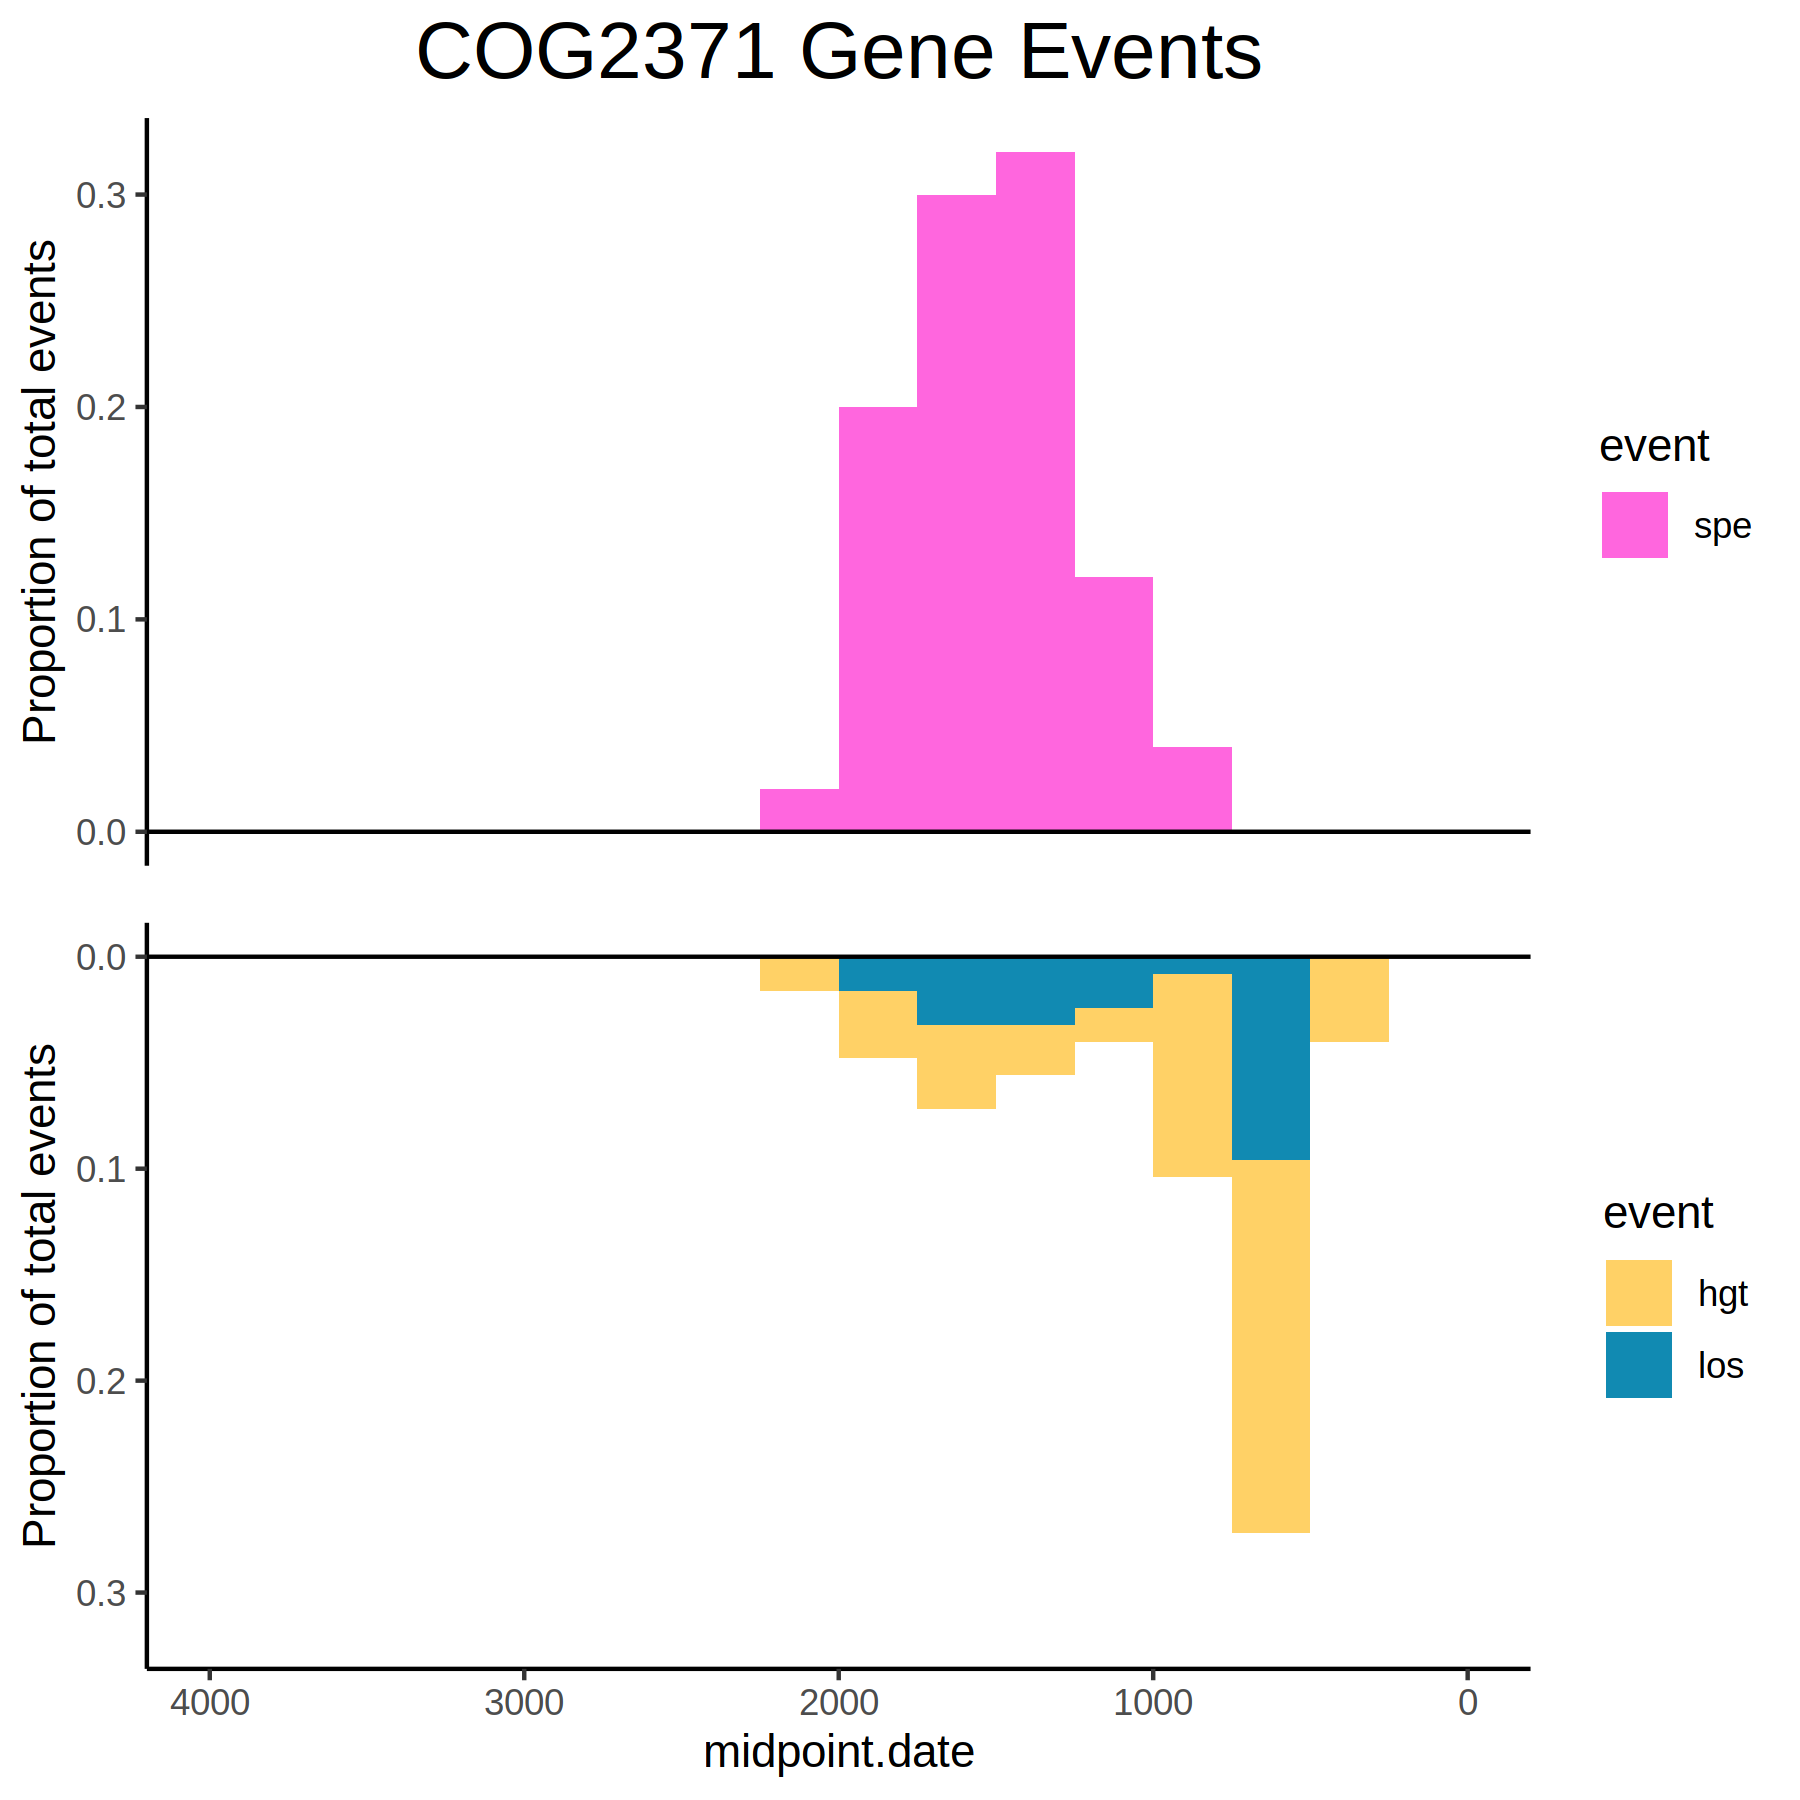 COG2371 Gene Events
Proportion of total events
0.3
0.2
0.1
0.0
event
spe
Proportion of total events
0.0
0.1
0.2
0.3
event
hgt
los
4000 3000 2000 1000 0
midpoint.date